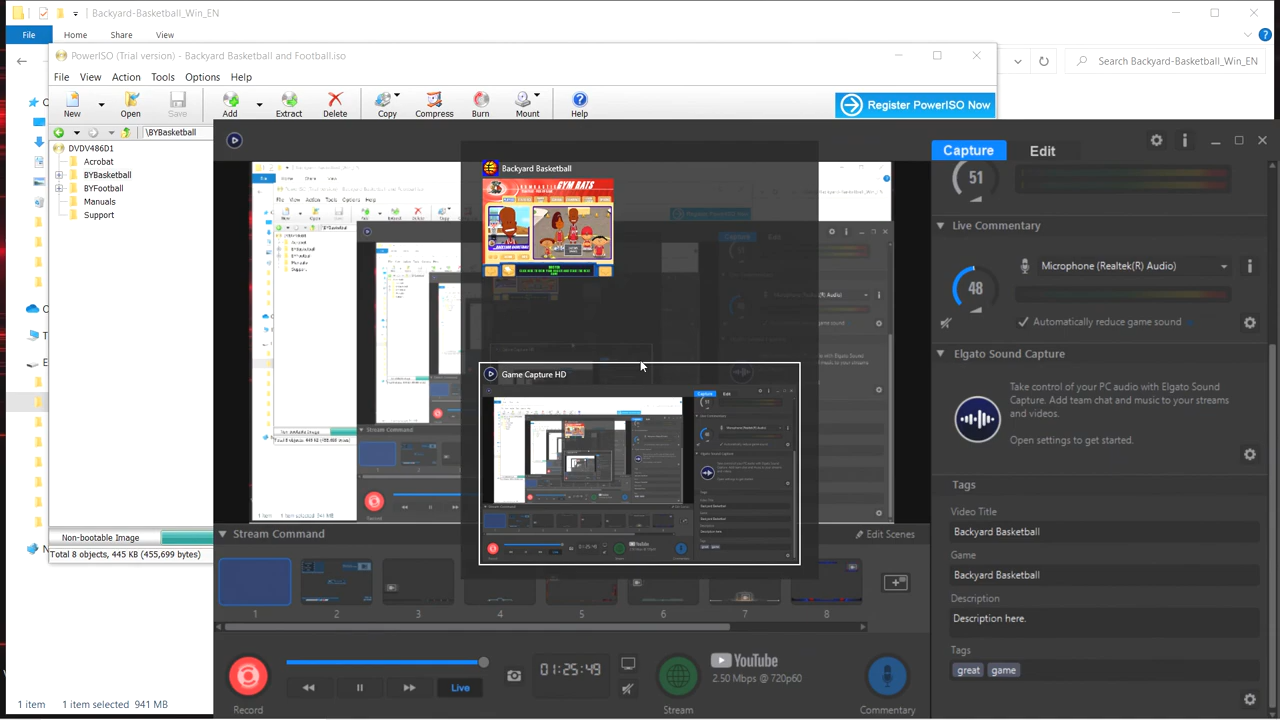 Backyard-Basketball_Win_EN
File Home Share View
Search Backyard-Basketball_Win_EN
PowerISO (Trial version) - Backyard Basketball and Football.iso
File View Action Tools Options Help
New Open Save Add Extract Delete Copy Compress Burn Mount Help
Register PowerISO Now
\BYBasketball
DVDV486D1
Acrobat
BYBasketball
BYFootball
Manuals
Support
Non-bootable Image
Total 8 objects, 445 KB (455,699 bytes)
1 item 1 item selected 941 MB
Backyard Basketball
GYM RATS
Game Capture HD
Capture Edit
51
Live Commentary
48
Microphone (Realtek(R) Audio)
Automatically reduce game sound
Elgato Sound Capture
Take control of your PC audio with Elgato Sound
Capture. Add team chat and music to your streams
and videos.
Open settings to get started.
Tags
Video Title
Backyard Basketball
Game
Backyard Basketball
Description
Description here.
Tags
great game
Stream Command
Edit Scenes
1 2 3 4 5 6 7 8
Record
Live
01:25:49
Stream
YouTube
2.50 Mbps @ 720p60
Commentary